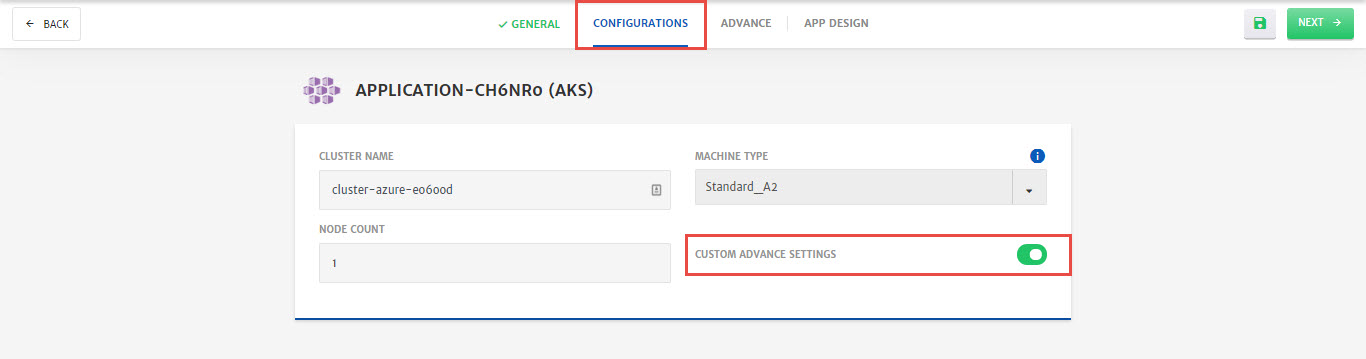 BACK
GENERAL
CONFIGURATIONS
ADVANCE
APP DESIGN
NEXT
APPLICATION-CH6NR0 (AKS)
CLUSTER NAME
cluster-azure-eo6ood
MACHINE TYPE
Standard_A2
NODE COUNT
1
CUSTOM ADVANCE SETTINGS